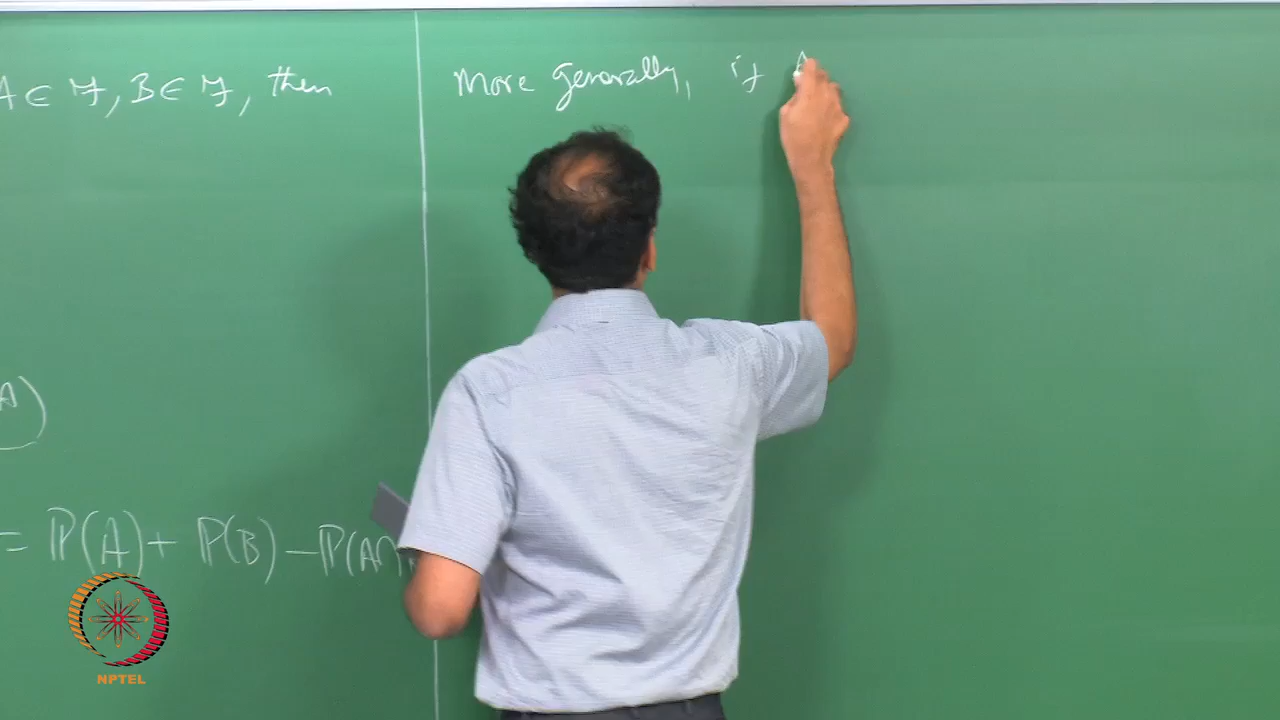 A ∈ ℱ, B ∈ ℱ, then
A)
= ℙ(A) + ℙ(B) − ℙ(A∩
More Generally, if A
NPTEL